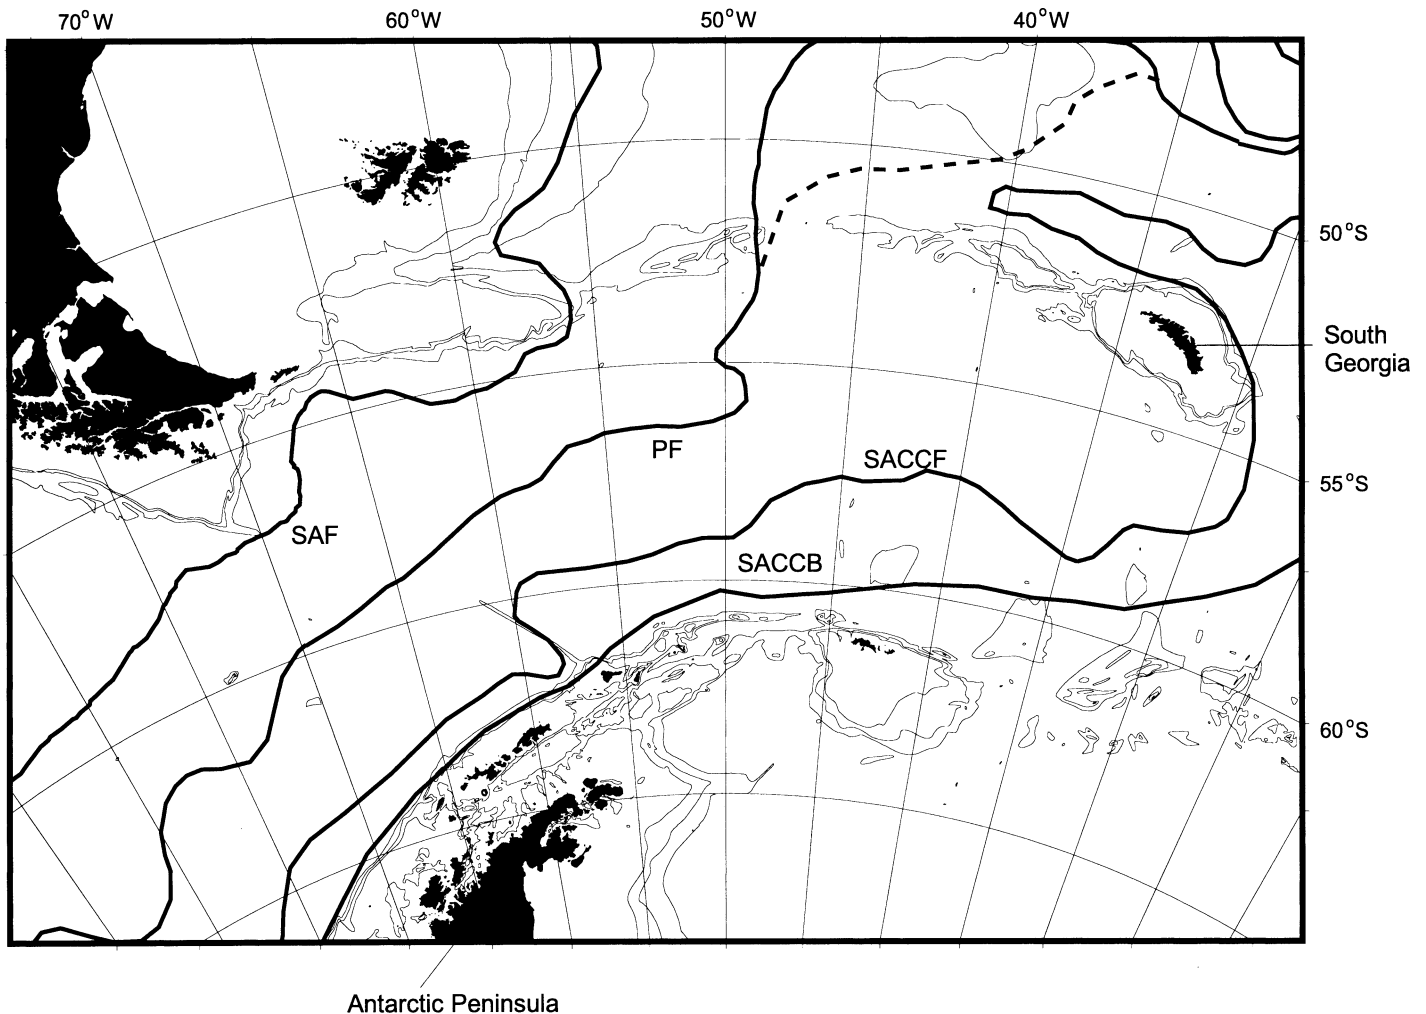 70°W
60°W
50°W
40°W
50°S
South
Georgia
PF
SACCF
55°S
SAF
SACCB
60°S
Antarctic Peninsula